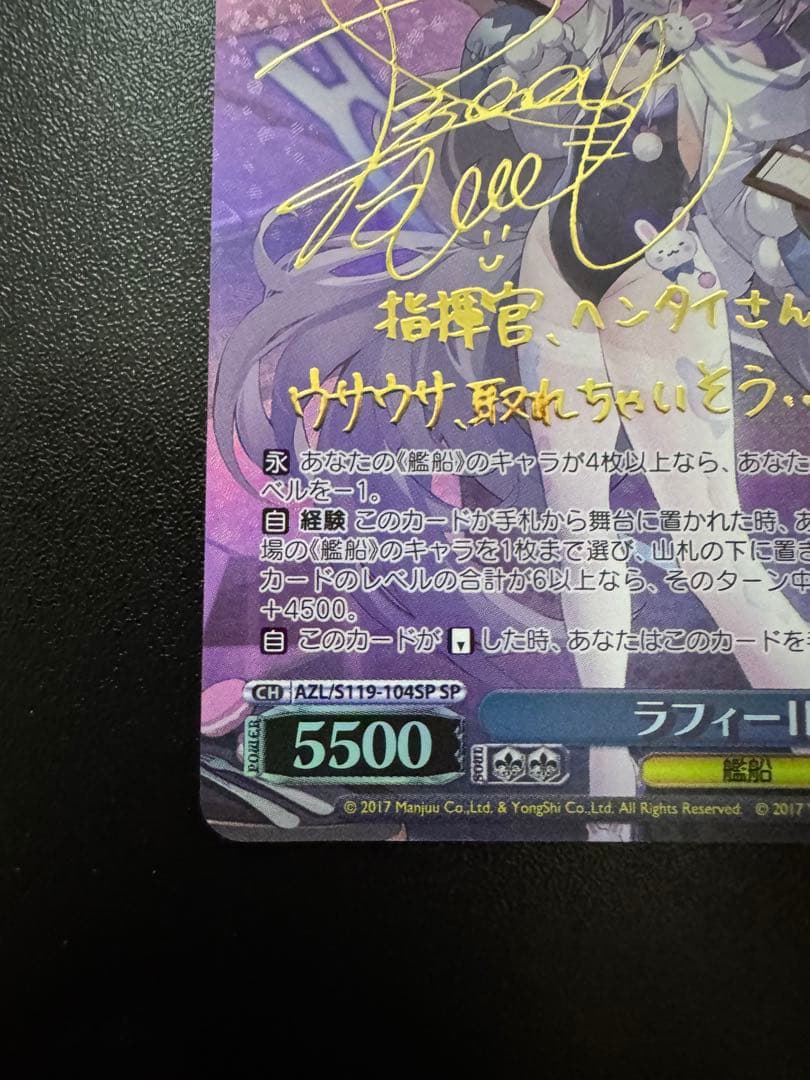 指揮官、ヘンタイさん
ウサウサ、取れちゃいそう..
永 あなたの《艦船》のキャラが4枚以上なら、あなた
ベルを－1。
自 経験 このカードが手札から舞台に置かれた時、あ
場の《艦船》のキャラを1枚まで選び、山札の下に置き
カードのレベルの合計が6以上なら、そのターン中
+4500。
自 このカードが した時、あなたはこのカードを手
CH AZL/S119-104SP SP
POWER 5500 SOUL
ラフィーII
艦船
© 2017 Manjuu Co.,Ltd. & YongShi Co.,Ltd. All Rights Reserved. © 2017